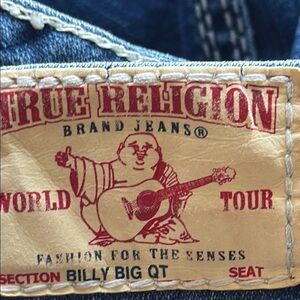 TRUE RELIGION
BRAND JEANS®
WORLD TOUR
FASHION FOR THE SENSES
SECTION BILLY BIG QT SEAT